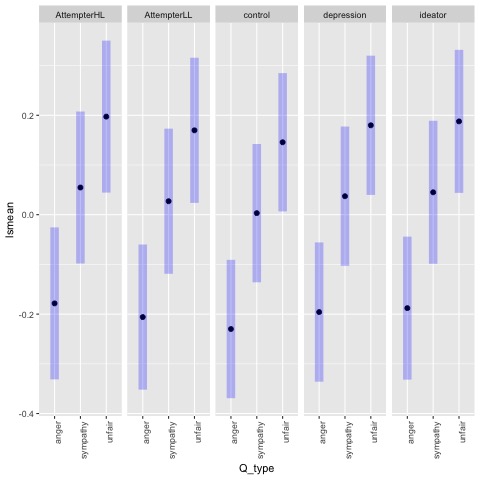 AttempterHL AttempterLL control depression ideator
lsmean
0.2
0.0
-0.2
-0.4
anger sympathy unfair anger sympathy unfair anger sympathy unfair anger sympathy unfair anger sympathy unfair
Q_type